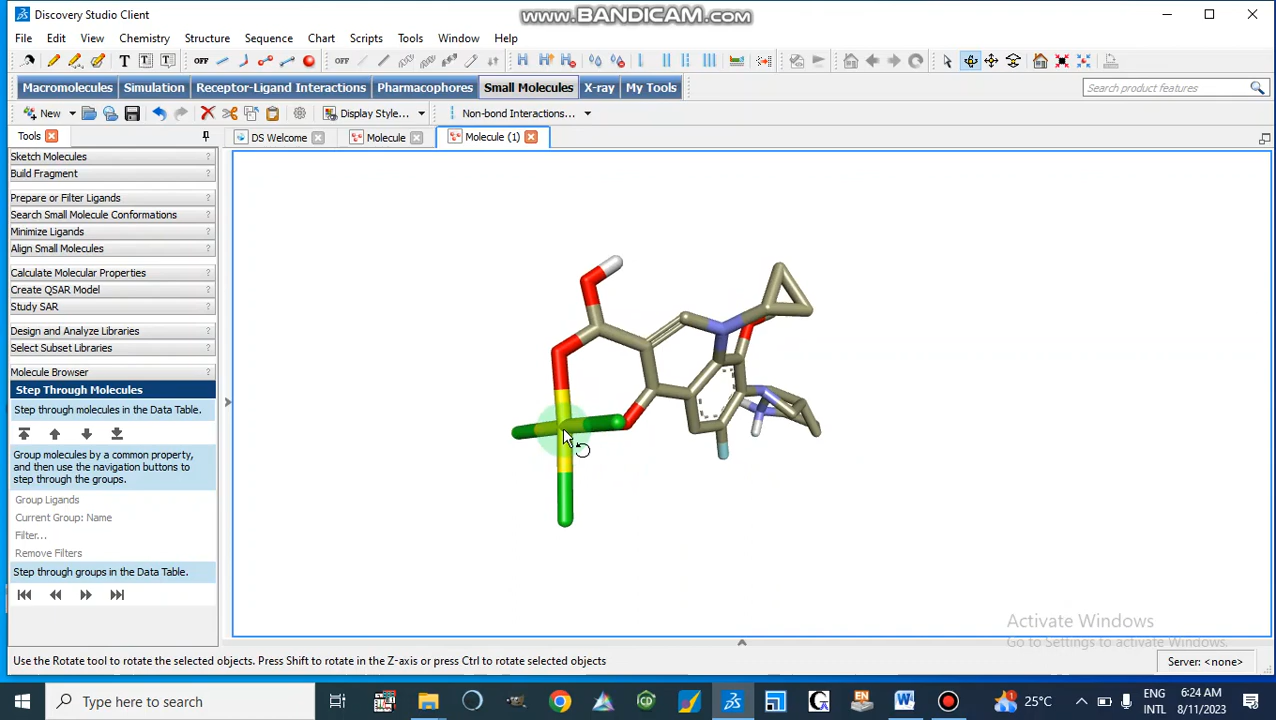 Discovery Studio Client
www.BANDICAM.com
File Edit View Chemistry Structure Sequence Chart Scripts Tools Window Help
OFF OFF
Macromolecules Simulation Receptor-Ligand Interactions Pharmacophores Small Molecules X-ray My Tools
Search product features
New Display Style... Non-bond Interactions...
Tools
DS Welcome Molecule Molecule (1)
Sketch Molecules ?
Build Fragment ?
Prepare or Filter Ligands ?
Search Small Molecule Conformations ?
Minimize Ligands ?
Align Small Molecules ?
Calculate Molecular Properties ?
Create QSAR Model ?
Study SAR ?
Design and Analyze Libraries ?
Select Subset Libraries ?
Molecule Browser ?
Step Through Molecules
Step through molecules in the Data Table.
Group molecules by a common property,
and then use the navigation buttons to
step through the groups.
Group Ligands
Current Group: Name
Filter...
Remove Filters
Step through groups in the Data Table.
Activate Windows
Go to Settings to activate Windows.
Use the Rotate tool to rotate the selected objects. Press Shift to rotate in the Z-axis or press Ctrl to rotate selected objects
Server: <none>
Type here to search
25°C
ENG
INTL
6:24 AM
8/11/2023